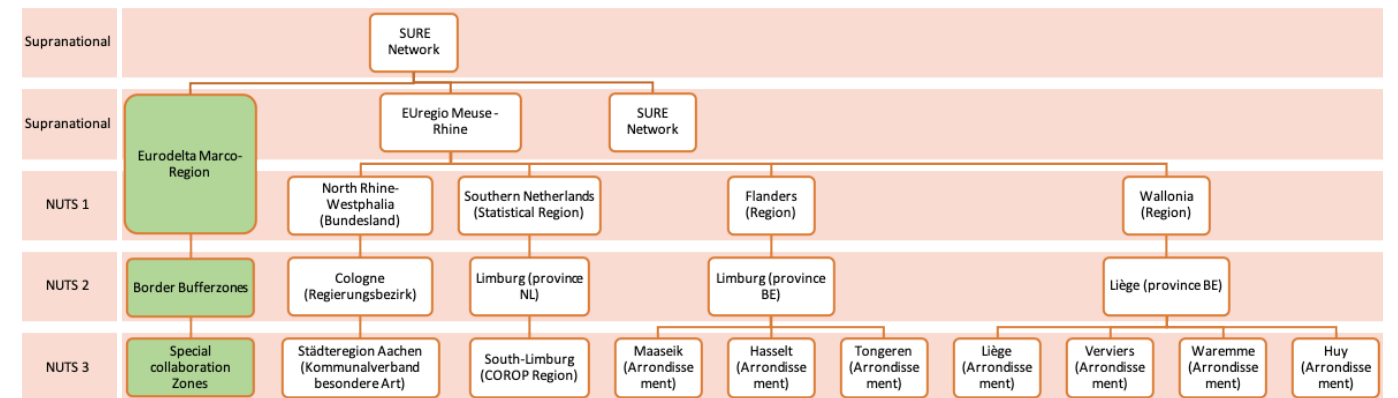 Supranational
SURE
Network
Supranational
Eurodelta Marco-
Region
EUregio Meuse -
Rhine
SURE
Network
NUTS 1
North Rhine-
Westphalia
(Bundesland)
Southern Netherlands
(Statistical Region)
Flanders
(Region)
Wallonia
(Region)
NUTS 2
Border Bufferzones
Cologne
(Regierungsbezirk)
Limburg (province
NL)
Limburg (province
BE)
Liège (province BE)
NUTS 3
Special
collaboration
Zones
Städteregion Aachen
(Kommunalverband
besondere Art)
South-Limburg
(COROP Region)
Maaseik
(Arrondisse
ment)
Hasselt
(Arrondisse
ment)
Tongeren
(Arrondisse
ment)
Liège
(Arrondisse
ment)
Verviers
(Arrondisse
ment)
Waremme
(Arrondisse
ment)
Huy
(Arrondisse
ment)